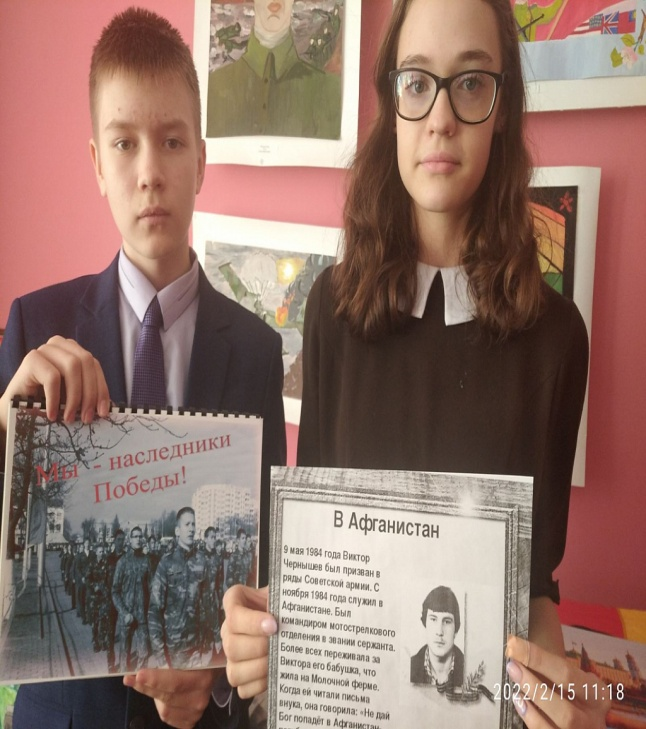 Мы - наследники
Победы!
В Афганистан
9 мая 1984 года Виктор
Чернышев был призван в
ряды Советской армии. С
ноября 1984 года служил в
Афганистане. Был
командиром мотострелкового
отделения в звании сержанта.
Более всех переживала за
Виктора его бабушка, что
жила на Молочной ферме.
Когда ей читали письма
внука, она говорила: «Не дай
Бог попадёт в Афганистан
2022/2/15 11:18